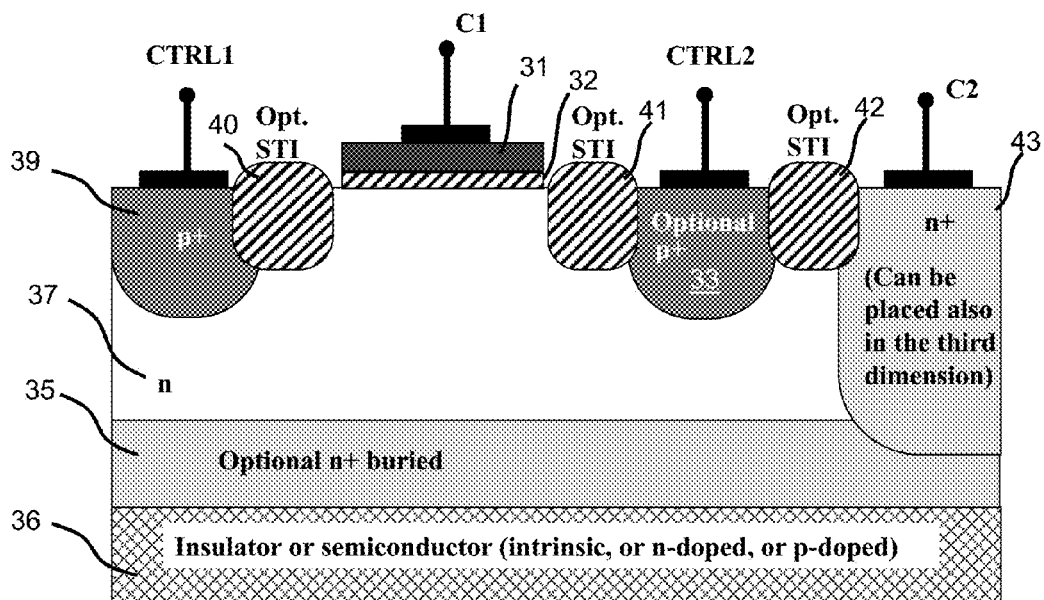 C1
CTRL1
CTRL2
31
32
C2
40
Opt.
STI
Opt.
STI
41
Opt.
STI
42
43
39
p+
Optional
p+
33
n+
(Can be
placed also
in the third
dimension)
37
n
35
Optional n+ buried
36
Insulator or semiconductor (intrinsic, or n-doped, or p-doped)